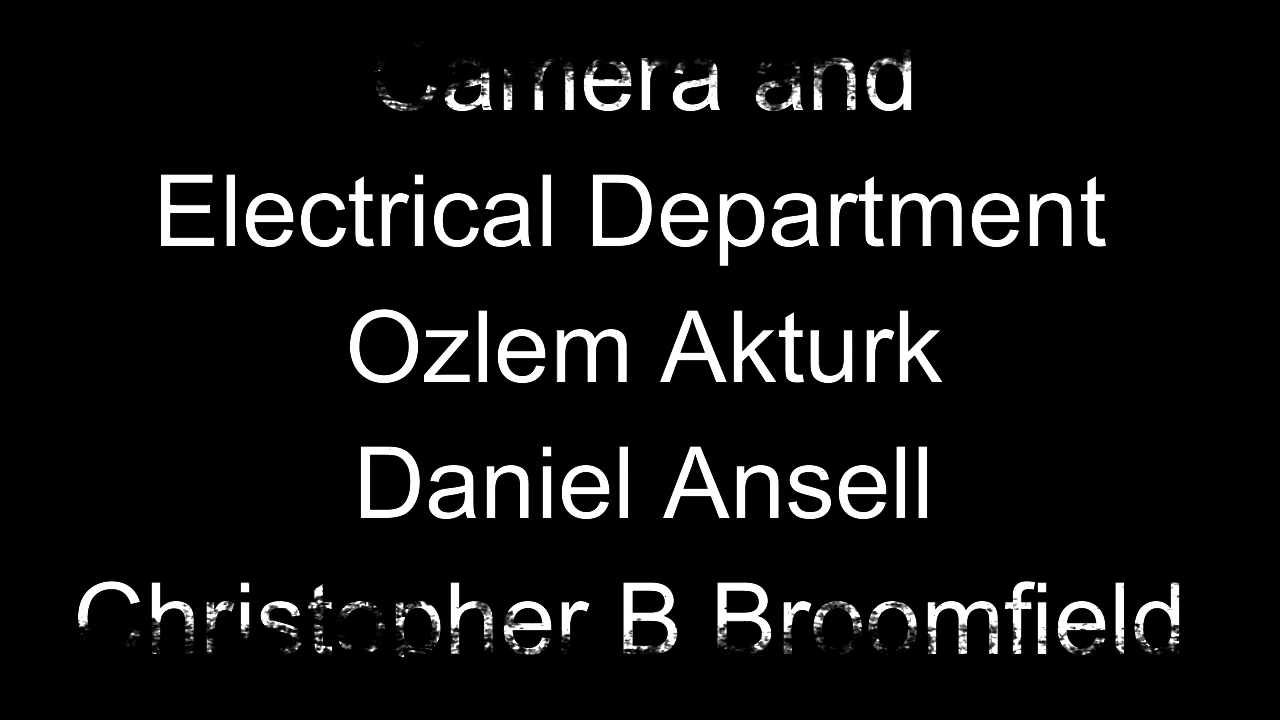 Camera and
Electrical Department
Ozlem Akturk
Daniel Ansell
Christopher B Broomfield